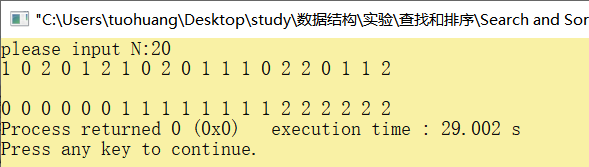 "C:\Users\tuohuang\Desktop\study\数据结构\实验\查找和排序\Search and Sor
please input N:20
1 0 2 0 1 2 1 0 2 0 1 1 1 0 2 2 0 1 1 2
0 0 0 0 0 0 1 1 1 1 1 1 1 1 2 2 2 2 2 2
Process returned 0 (0x0)   execution time : 29.002 s
Press any key to continue.